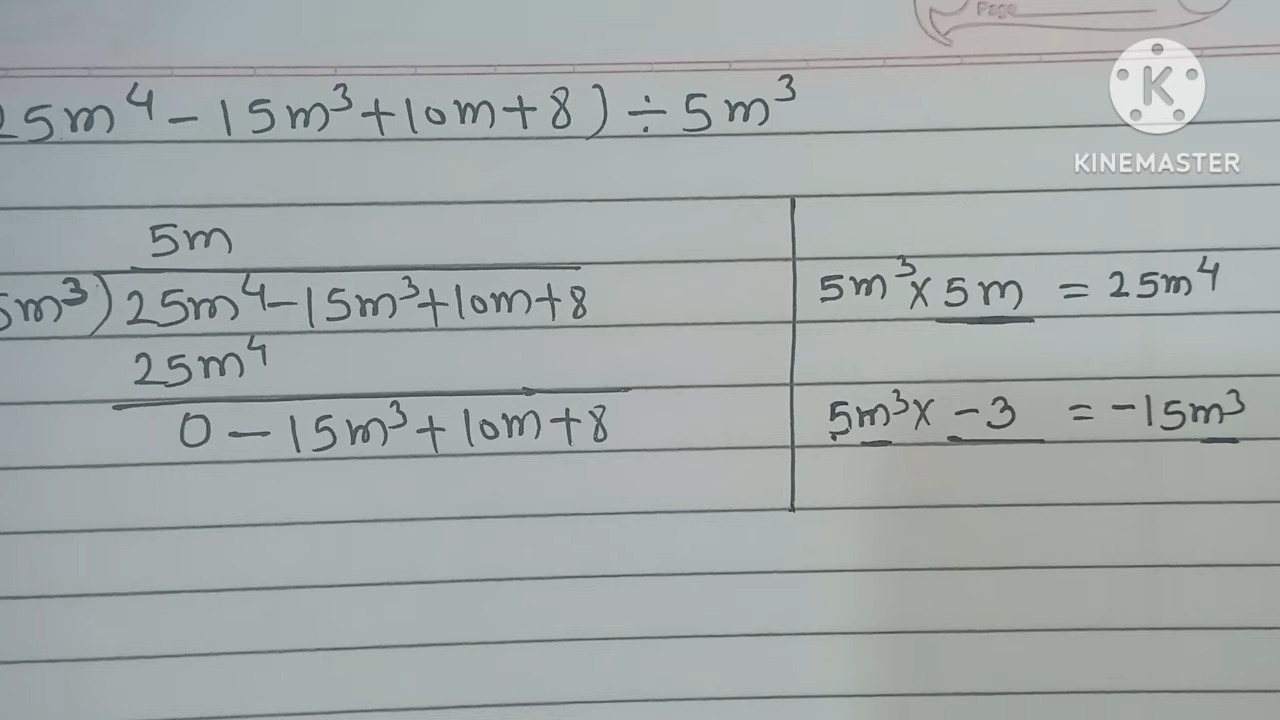 Page
25m⁴ - 15m³ + 10m + 8) ÷ 5m³
KINEMASTER
5m
5m³) 25m⁴ - 15m³ + 10m + 8
25m⁴
0 - 15m³ + 10m + 8
5m³ × 5m = 25m⁴
5m³ × -3 = -15m³